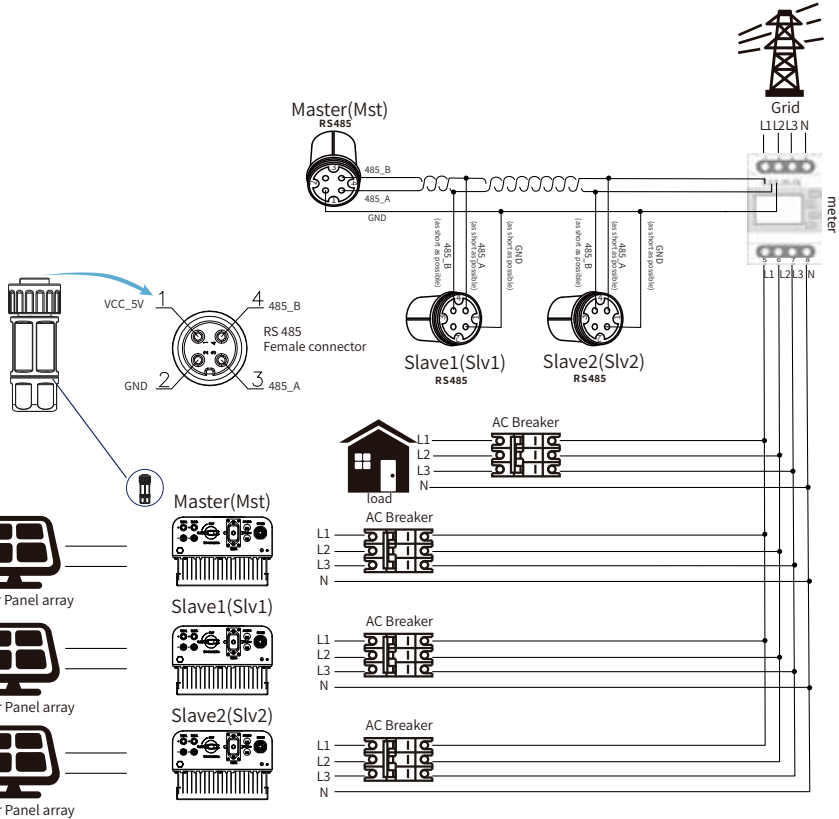 Grid
L1L2L3 N
Master(Mst)
RS485
485_B
485_A
GND
meter
5 6 7 8
L1 L2L3 N
485_B
(as short as possible)
485_A
(as short as possible)
GND
(as short as possible)
485_B
(as short as possible)
485_A
(as short as possible)
GND
(as short as possible)
Slave1(Slv1)
RS485
Slave2(Slv2)
RS485
VCC_5V
1
4
485_B
RS 485
Female connector
GND
2
3
485_A
AC Breaker
L1
L2
L3
N
load
Master(Mst)
AC Breaker
L1
L2
L3
N
Panel array
Slave1(Slv1)
AC Breaker
L1
L2
L3
N
Panel array
Slave2(Slv2)
AC Breaker
L1
L2
L3
N
Panel array